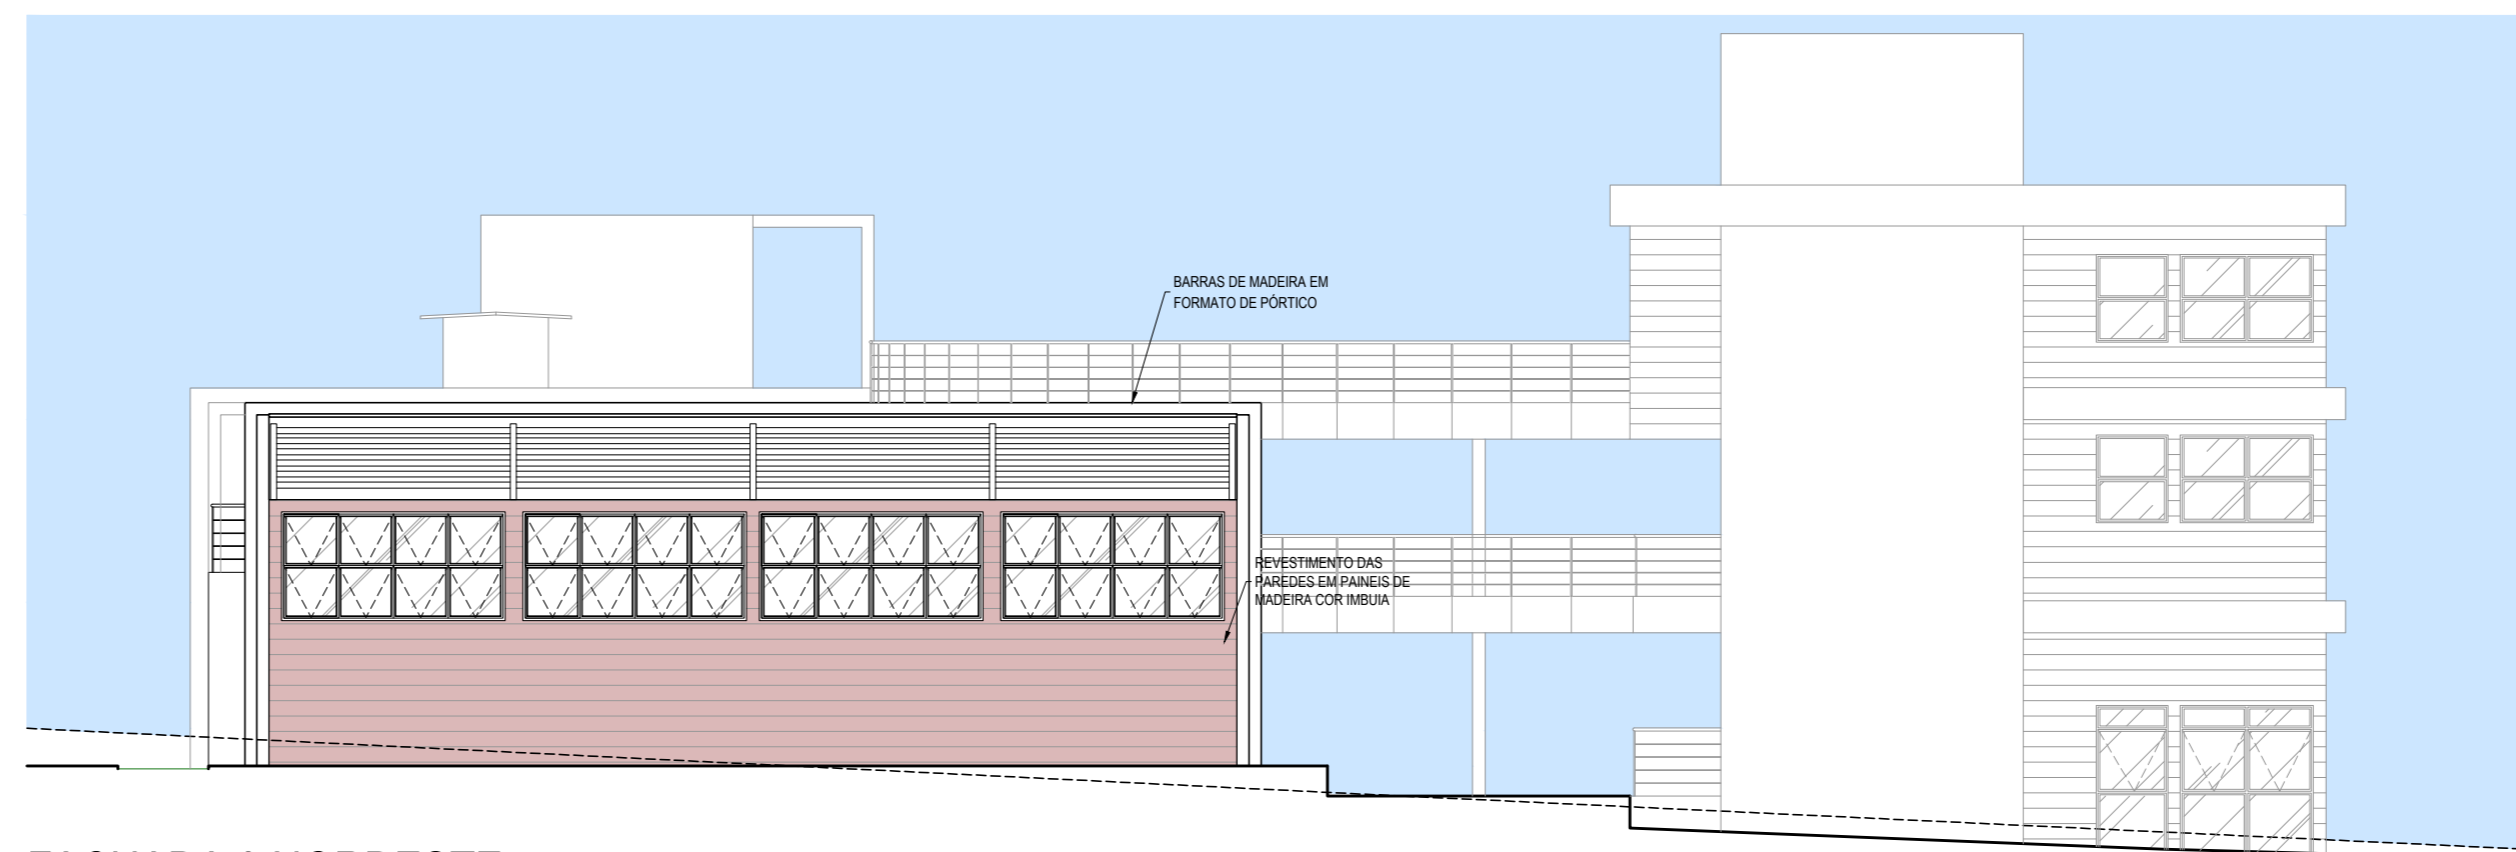 BARRAS DE MADEIRA EM
FORMATO DE PÓRTICO
REVESTIMENTO DAS
PAREDES EM PAINEIS DE
MADEIRA COR IMBUIA